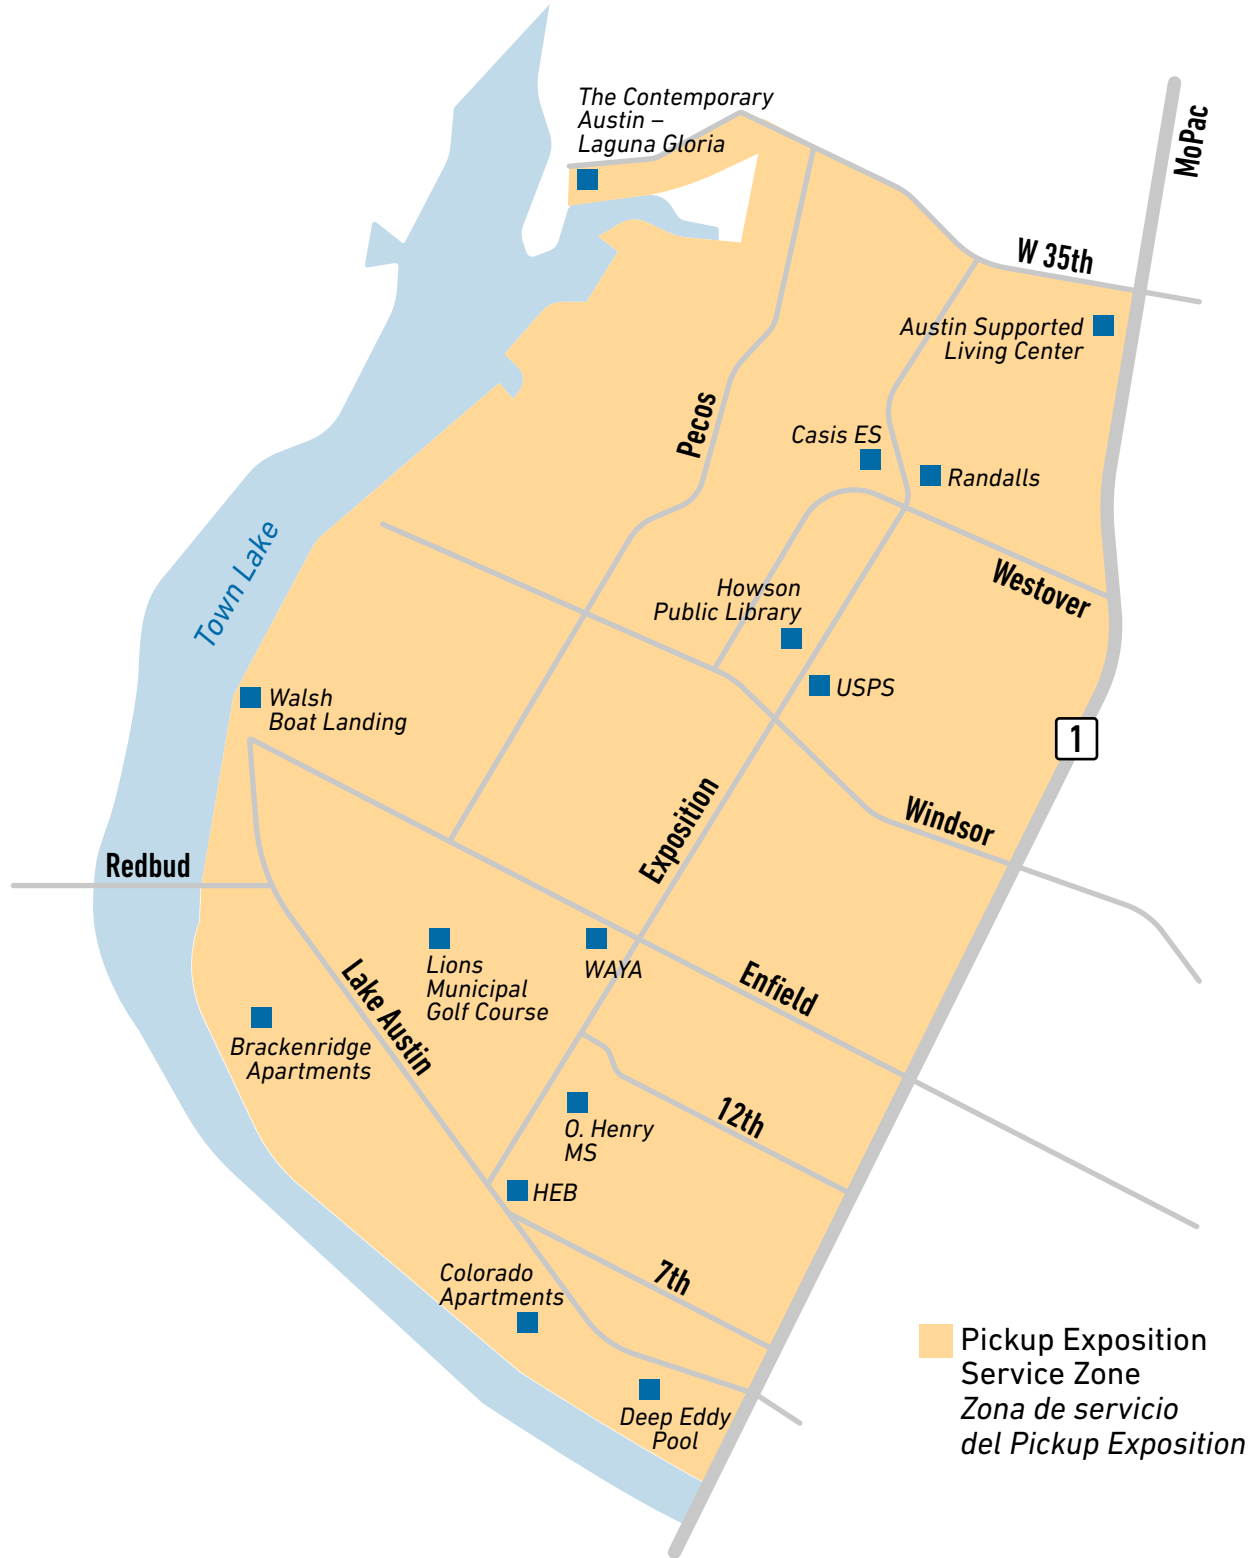 The Contemporary
Austin –
Laguna Gloria
MoPac
W 35th
Austin Supported
Living Center
Pecos
Casis ES
Randalls
Westover
Town Lake
Howson
Public Library
USPS
Walsh
Boat Landing
1
Exposition
Windsor
Redbud
Lions
Municipal
Golf Course
WAYA
Enfield
Lake Austin
Brackenridge
Apartments
12th
O. Henry
MS
HEB
7th
Colorado
Apartments
Deep Eddy
Pool
Pickup Exposition
Service Zone
Zona de servicio
del Pickup Exposition